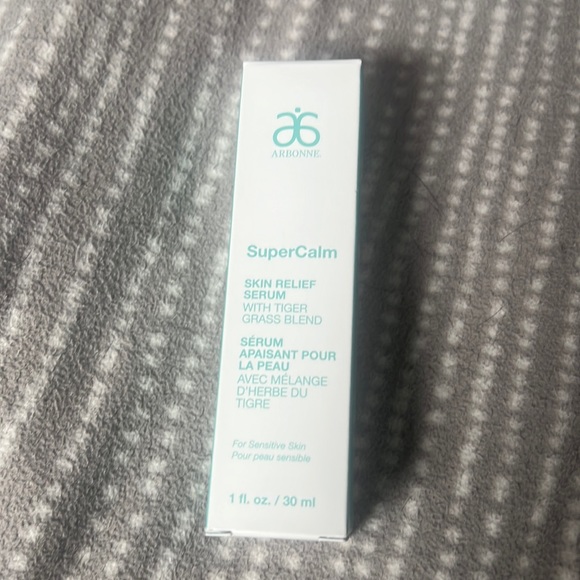 ARBONNE.
SuperCalm
SKIN RELIEF
SERUM
WITH TIGER
GRASS BLEND
SÉRUM
APAISANT POUR
LA PEAU
AVEC MÉLANGE
D'HERBE DU
TIGRE
For Sensitive Skin
Pour peau sensible
1 fl. oz. / 30 ml